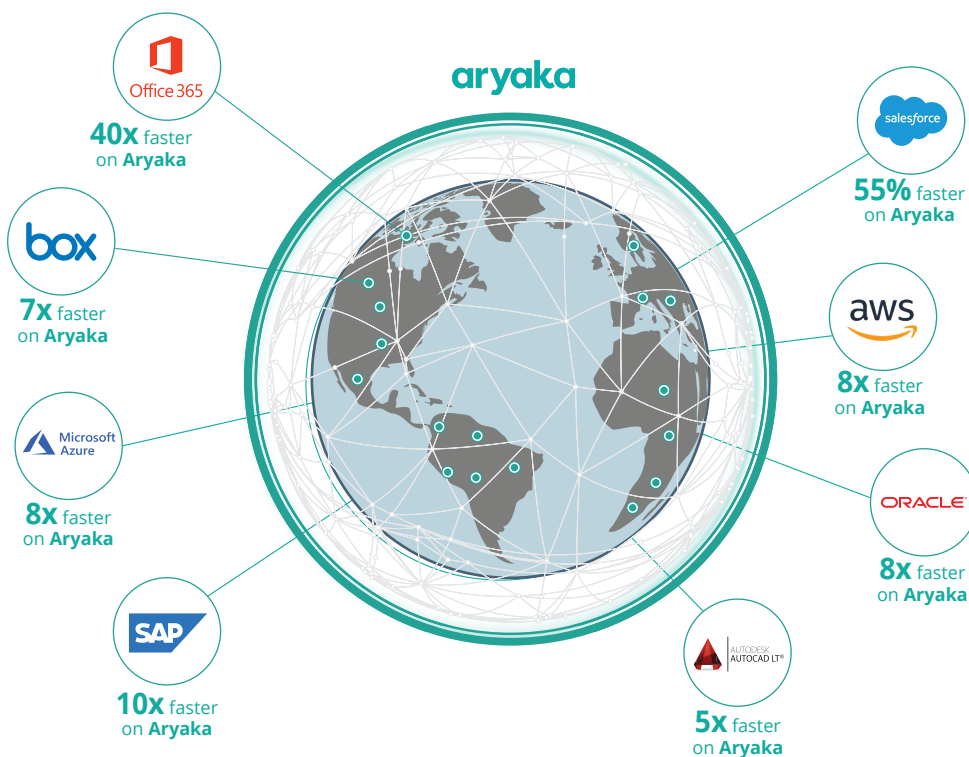 aryaka
Office 365
40x faster
on Aryaka
box
7x faster
on Aryaka
Microsoft
Azure
8x faster
on Aryaka
SAP
10x faster
on Aryaka
salesforce
55% faster
on Aryaka
aws
8x faster
on Aryaka
ORACLE®
8x faster
on Aryaka
AUTODESK
AUTOCAD LT®
5x faster
on Aryaka